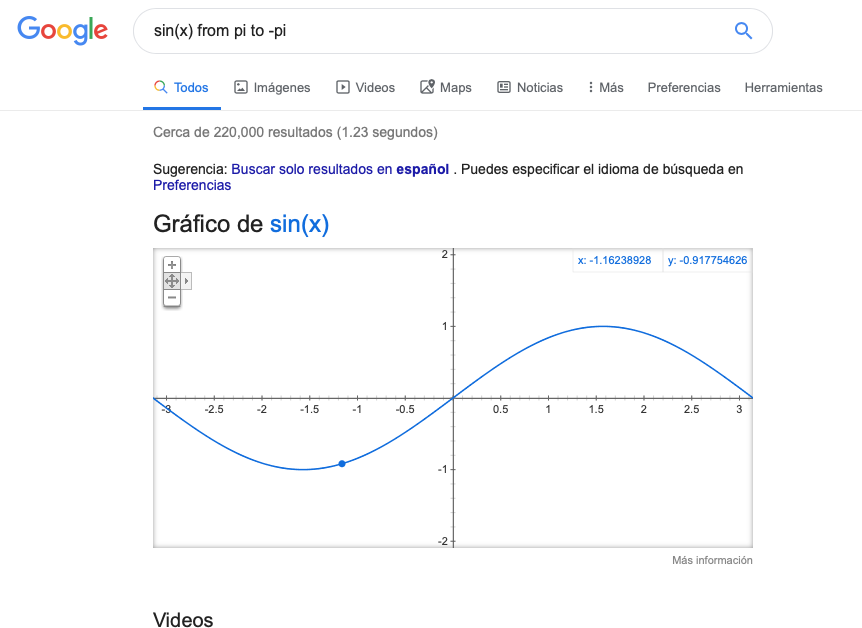 Google
sin(x) from pi to -pi
Todos Imágenes Videos Maps Noticias Más Preferencias Herramientas
Cerca de 220,000 resultados (1.23 segundos)
Sugerencia: Buscar solo resultados en español . Puedes especificar el idioma de búsqueda en
Preferencias
Gráfico de sin(x)
x: -1.16238928 y: -0.917754626
2
1
-3 -2.5 -2 -1.5 -1 -0.5 0.5 1 1.5 2 2.5 3
-1
-2
Más información
Videos